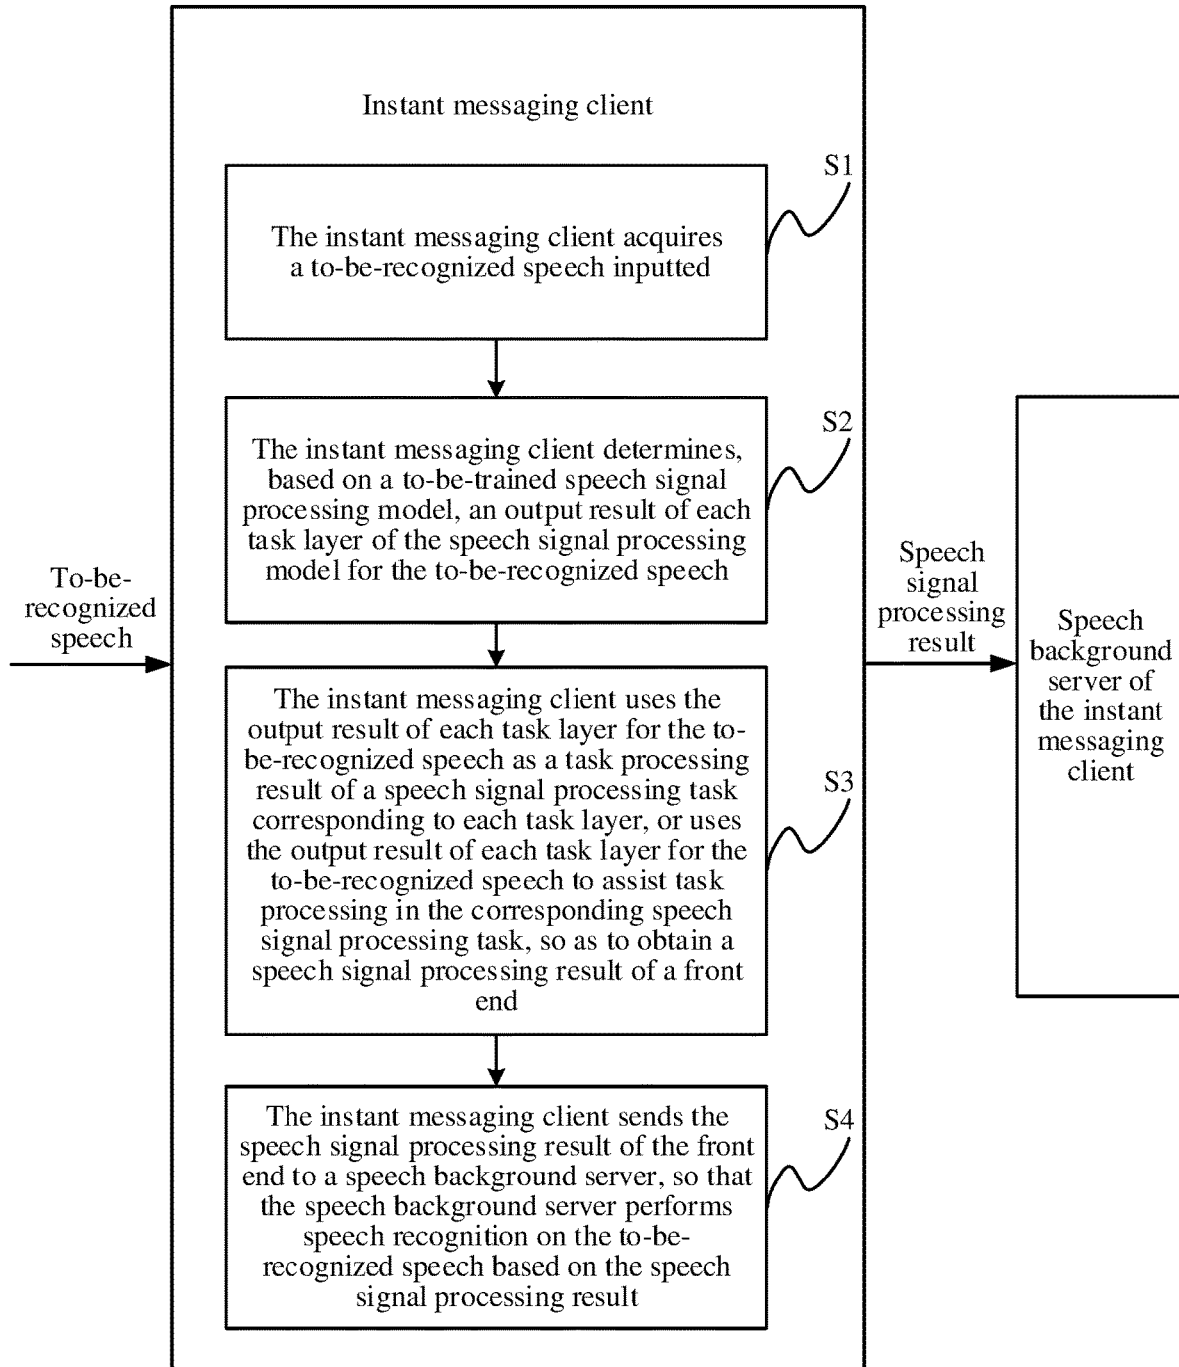 Instant messaging client
S1
The instant messaging client acquires
a to-be-recognized speech inputted
S2
The instant messaging client determines,
based on a to-be-trained speech signal
processing model, an output result of each
task layer of the speech signal processing
model for the to-be-recognized speech
To-be-
recognized
speech
The instant messaging client uses the
output result of each task layer for the to-
be-recognized speech as a task processing
result of a speech signal processing task
corresponding to each task layer, or uses
the output result of each task layer for the
to-be-recognized speech to assist task
processing in the corresponding speech
signal processing task, so as to obtain a
speech signal processing result of a front
end
S3
The instant messaging client sends the
speech signal processing result of the front
end to a speech background server, so that
the speech background server performs
speech recognition on the to-be-
recognized speech based on the speech
signal processing result
S4
Speech
signal
processing
result
Speech
background
server of
the instant
messaging
client